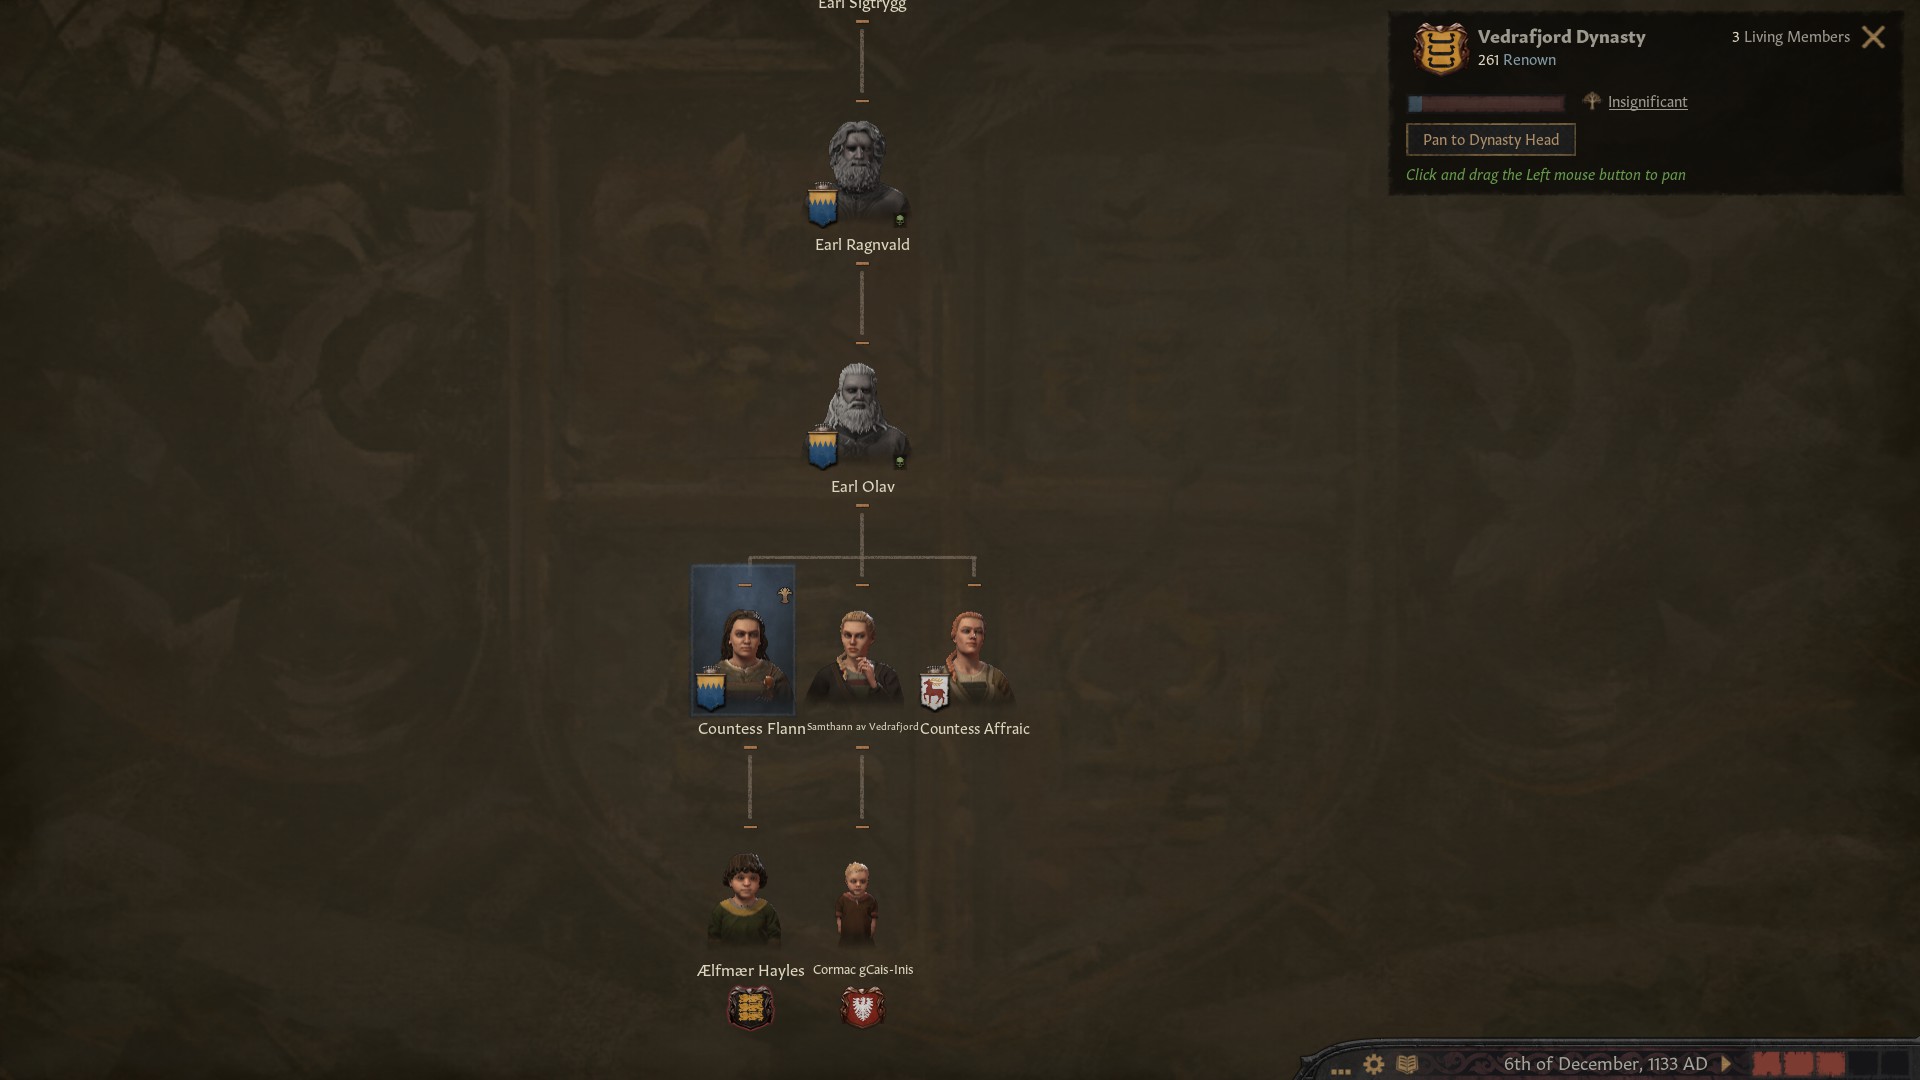 Earl Sigtrygg
Vedrafjord Dynasty
3 Living Members
261 Renown
Insignificant
Pan to Dynasty Head
Click and drag the Left mouse button to pan
Earl Ragnvald
Earl Olav
Countess Flann
Samthann av Vedrafjord
Countess Affraic
Ælfmær Hayles
Cormac gCais-Inis
6th of December, 1133 AD